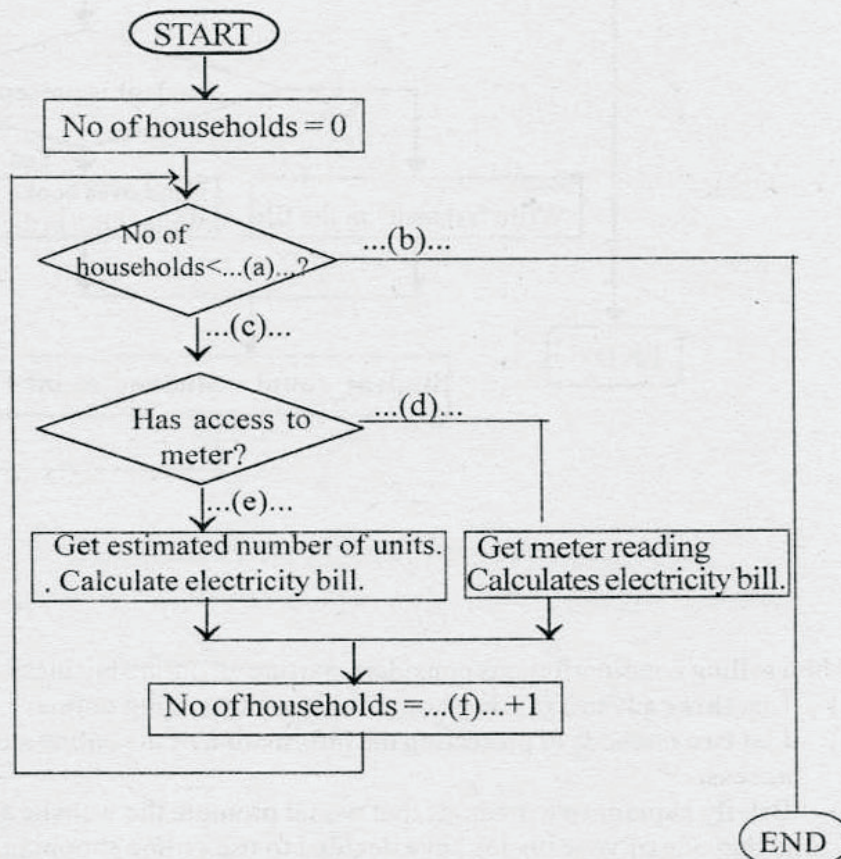 START
No of households = 0
No of
households<...(a)...?
...(b)...
...(c)...
Has access to
meter?
...(d)...
...(e)...
Get estimated number of units.
. Calculate electricity bill.
Get meter reading
Calculates electricity bill.
No of households =...(f)...+1
END